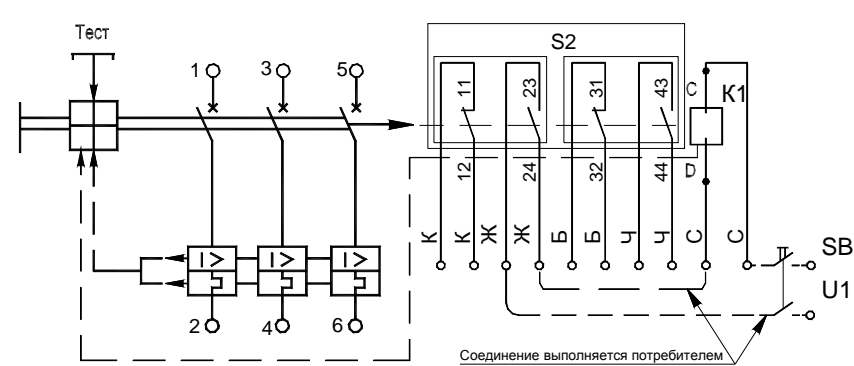 Тест
S2
1 3 5
11 23 31 43
С К1
12 24 32 44 D
К К Ж Ж Б Б Ч Ч С С
SB
I> I> I>
U1
2 4 6
Соединение выполняется потребителем